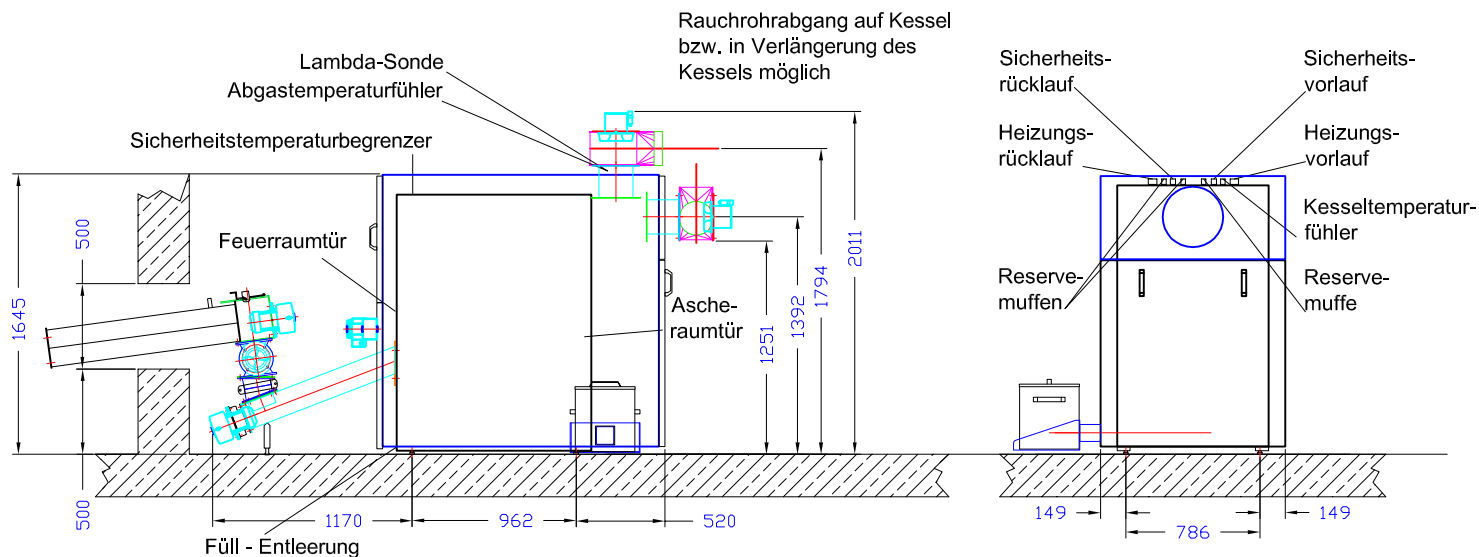 Rauchrohrabgang auf Kessel
bzw. in Verlängerung des
Kessels möglich
Lambda-Sonde
Abgastemperaturfühler
Sicherheitstemperaturbegrenzer
Feuerraumtür
Asche-
raumtür
Füll - Entleerung
1645
500
500
1170
962
520
1251
1392
1794
2011
Sicherheits-
rücklauf
Sicherheits-
vorlauf
Heizungs-
rücklauf
Heizungs-
vorlauf
Kesseltemperatur-
fühler
Reserve-
muffen
Reserve-
muffe
149
786
149